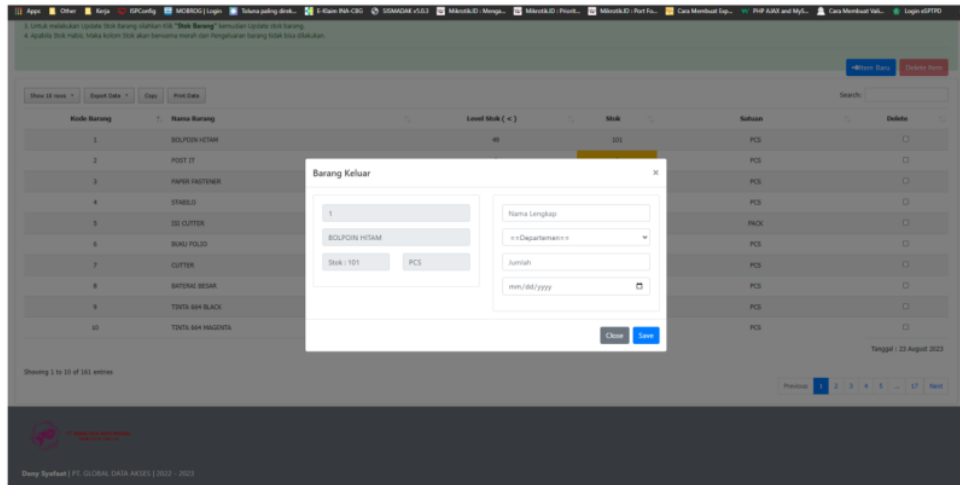 Apps Other Kerja ISPConfig MOBROG | Login Toluna paling direk... E-Klaim INA-CBG SISMADAK v5.0.3 MikrotikID : Menga... MikrotikID : Priorit... MikrotikID : Port Fo... Cara Membuat Exp... PHP AJAX and MyS... Cara Membuat Vali... Login eSPTPD
3. Untuk melakukan Update Stok Barang silahkan Klik "Stok Barang" kemudian Update stok barang.
4. Apabila Stok Habis, Maka kolom Stok akan berwarna merah dan Pengeluaran barang tidak bisa dilakukan.
Item Baru Delete Item
Show 10 rows Export Data Copy Print Data Search:
Kode Barang Nama Barang Level Stok ( < ) Stok Satuan Delete
1 BOLPOIN HITAM 49 101 PCS
2 POST IT PCS
3 PAPER FASTENER PCS
4 STABILO PCS
5 ISI CUTTER PACK
6 BUKU FOLIO PCS
7 CUTTER PCS
8 BATERAI BESAR PCS
9 TINTA 664 BLACK PCS
10 TINTA 664 MAGENTA PCS
Barang Keluar ×
1
BOLPOIN HITAM
Stok : 101 PCS
Nama Lengkap
==Departemen==
Jumlah
mm/dd/yyyy
Close Save
Tanggal : 23 August 2023
Showing 1 to 10 of 161 entries
Previous 1 2 3 4 5 ... 17 Next
Dany Syafaat | PT. GLOBAL DATA AKSES | 2022 - 2023